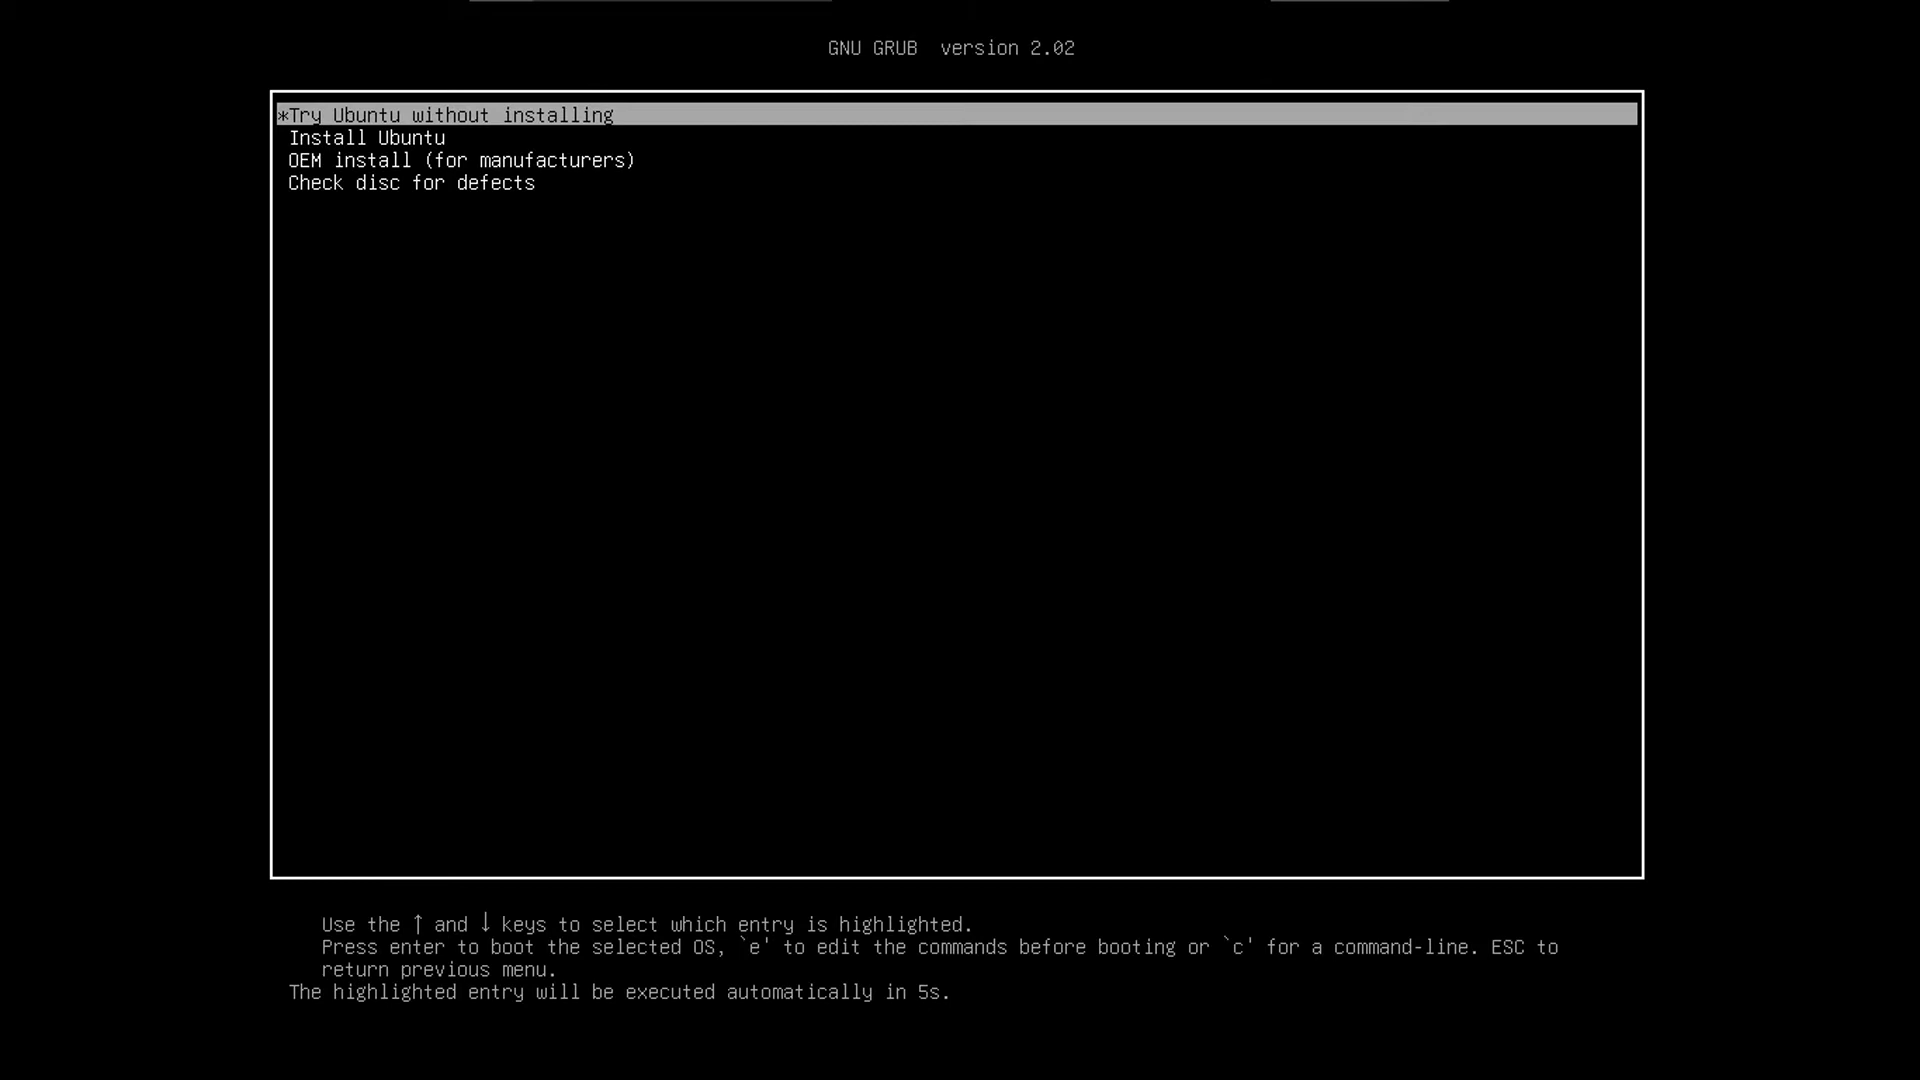 GNU GRUB  version 2.02
*Try Ubuntu without installing
Install Ubuntu
OEM install (for manufacturers)
Check disc for defects
Use the ↑ and ↓ keys to select which entry is highlighted.
Press enter to boot the selected OS, `e' to edit the commands before booting or `c' for a command-line. ESC to
return previous menu.
The highlighted entry will be executed automatically in 5s.